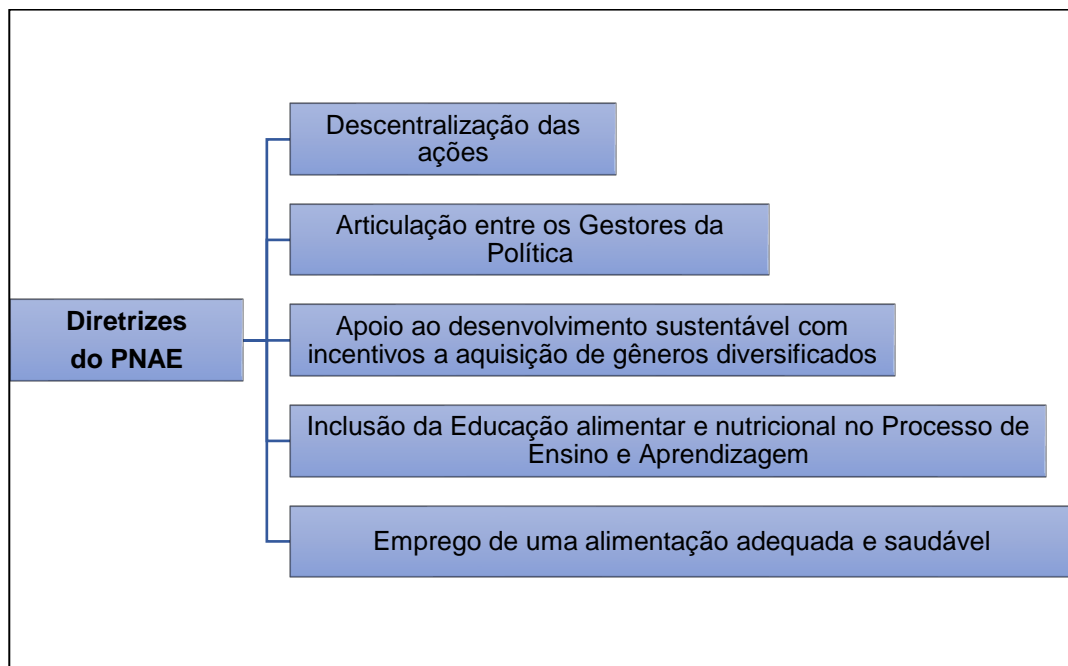 Descentralização das
ações
Articulação entre os Gestores da
Política
Diretrizes
do PNAE
Apoio ao desenvolvimento sustentável com
incentivos a aquisição de gêneros diversificados
Inclusão da Educação alimentar e nutricional no Processo de
Ensino e Aprendizagem
Emprego de uma alimentação adequada e saudável